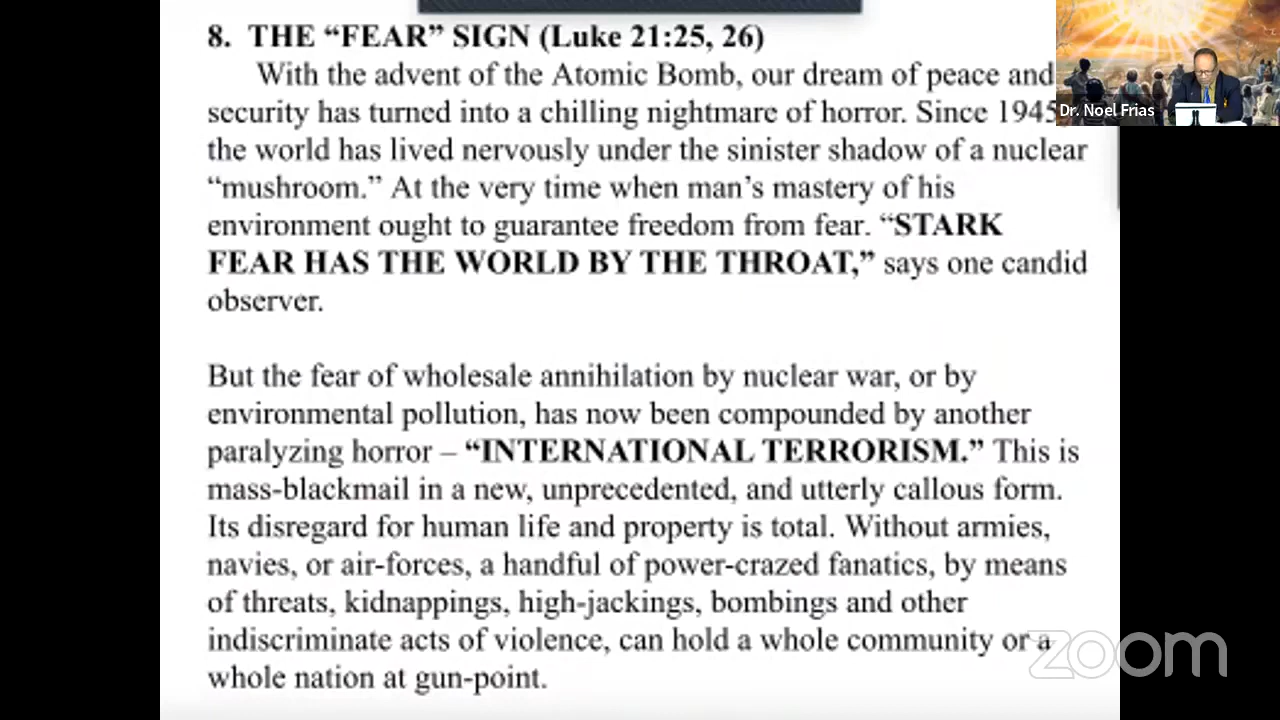 8. THE “FEAR” SIGN (Luke 21:25, 26)
With the advent of the Atomic Bomb, our dream of peace and
security has turned into a chilling nightmare of horror. Since 1945
the world has lived nervously under the sinister shadow of a nuclear
“mushroom.” At the very time when man’s mastery of his
environment ought to guarantee freedom from fear. “STARK
FEAR HAS THE WORLD BY THE THROAT,” says one candid
observer.
But the fear of wholesale annihilation by nuclear war, or by
environmental pollution, has now been compounded by another
paralyzing horror – “INTERNATIONAL TERRORISM.” This is
mass-blackmail in a new, unprecedented, and utterly callous form.
Its disregard for human life and property is total. Without armies,
navies, or air-forces, a handful of power-crazed fanatics, by means
of threats, kidnappings, high-jackings, bombings and other
indiscriminate acts of violence, can hold a whole community or a
whole nation at gun-point.
Dr. Noel Frias
zoom